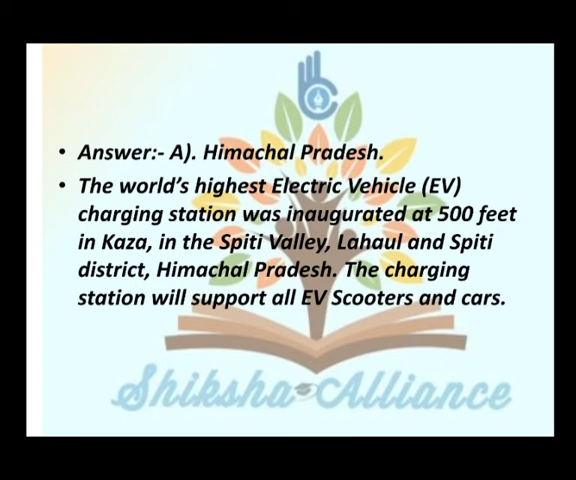 • Answer:- A). Himachal Pradesh.
• The world's highest Electric Vehicle (EV)
charging station was inaugurated at 500 feet
in Kaza, in the Spiti Valley, Lahaul and Spiti
district, Himachal Pradesh. The charging
station will support all EV Scooters and cars.
Shiksha Alliance